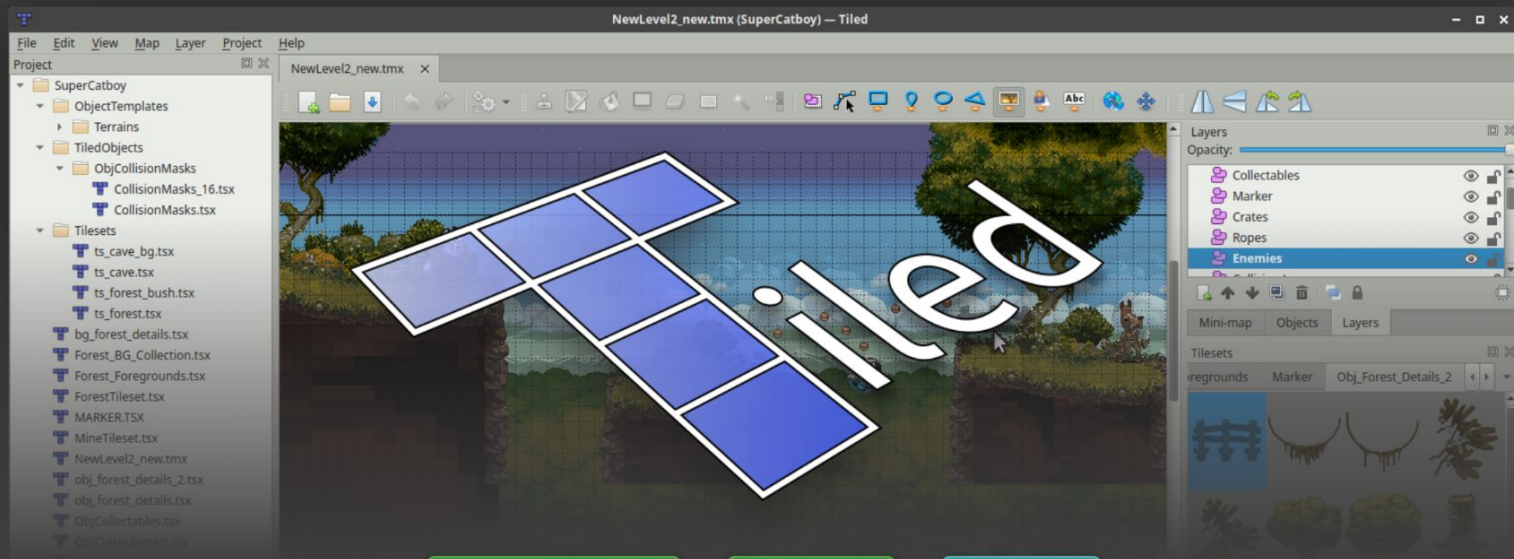 NewLevel2_new.tmx (SuperCatboy) — Tiled
File Edit View Map Layer Project Help
Project
SuperCatboy
ObjectTemplates
Terrains
TiledObjects
ObjCollisionMasks
CollisionMasks_16.tsx
CollisionMasks.tsx
Tilesets
ts_cave_bg.tsx
ts_cave.tsx
ts_forest_bush.tsx
ts_forest.tsx
bg_forest_details.tsx
Forest_BG_Collection.tsx
Forest_Foregrounds.tsx
ForestTileset.tsx
MARKER.TSX
MineTileset.tsx
NewLevel2_new.tmx
obj_forest_details_2.tsx
obj_forest_details.tsx
ObjCollectables.tsx
ObjCratesBarrels.tsx
NewLevel2_new.tmx
Abc
Tiled
Layers
Opacity:
Collectables
Marker
Crates
Ropes
Enemies
Mini-map Objects Layers
Tilesets
regrounds Marker Obj_Forest_Details_2